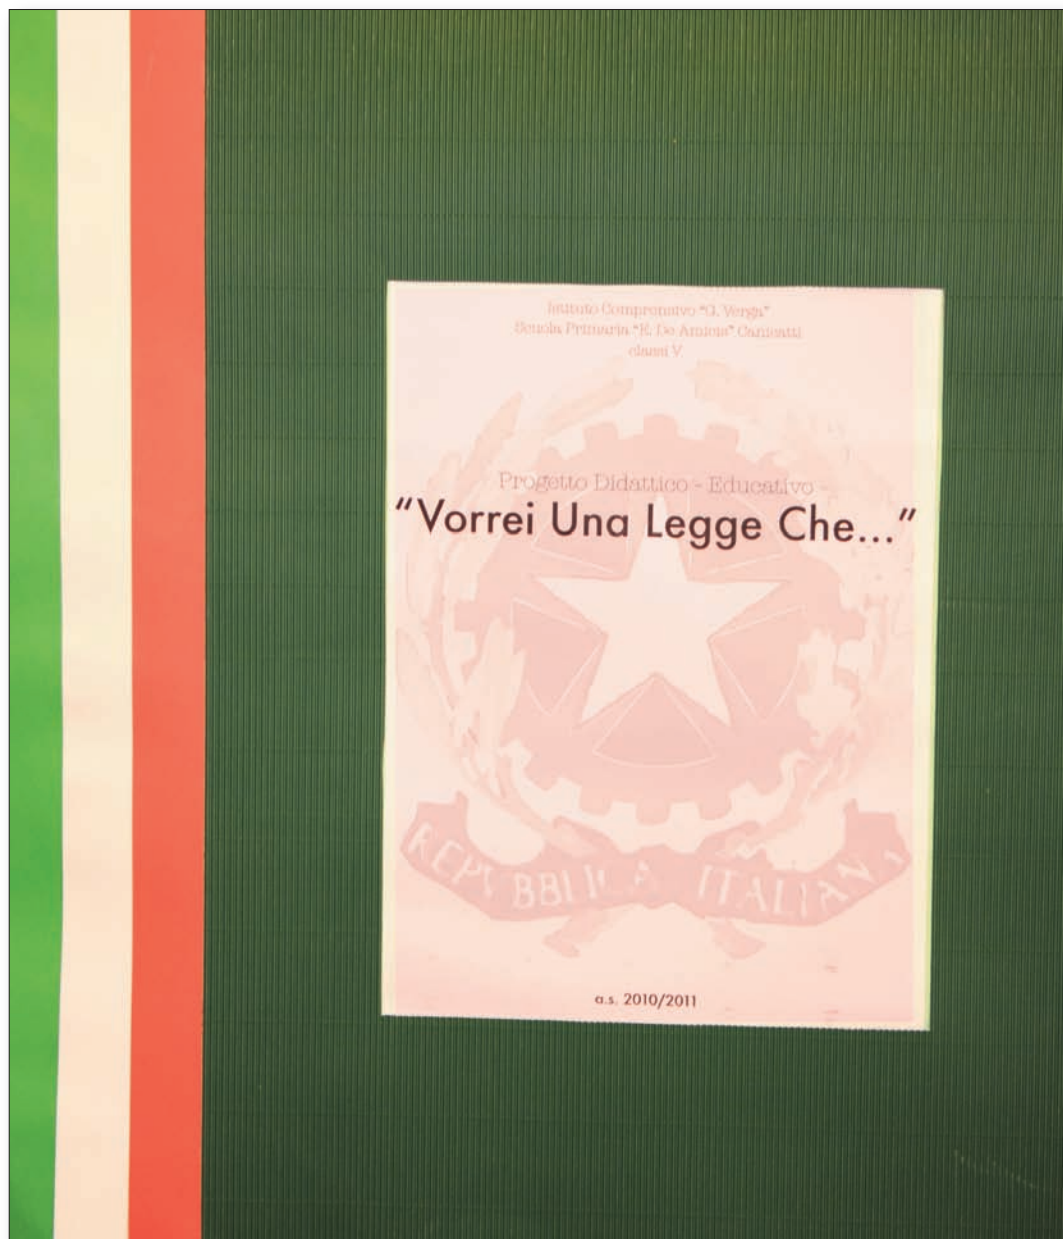 Istituto Comprensivo "G. Verga"
Scuola Primaria "E. De Amicis" Canicattì
classi V
Progetto Didattico - Educativo -
"Vorrei Una Legge Che..."
REPUBBLICA ITALIANA
a.s. 2010/2011